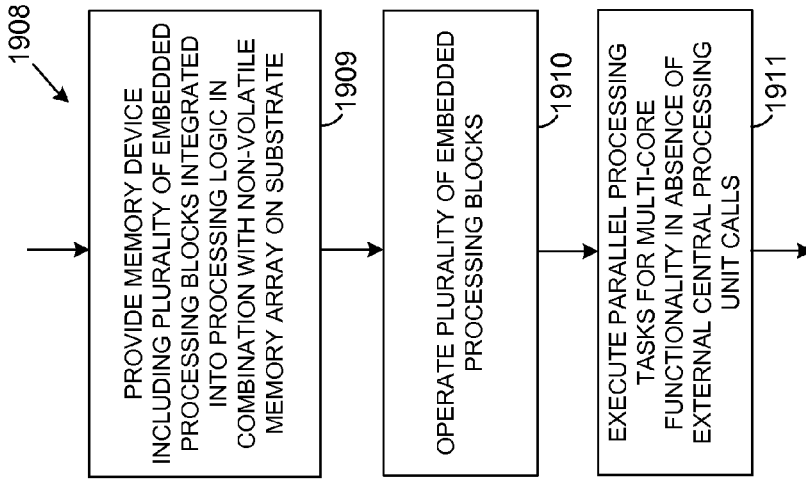 1908
PROVIDE MEMORY DEVICE
INCLUDING PLURALITY OF EMBEDDED
PROCESSING BLOCKS INTEGRATED
INTO PROCESSING LOGIC IN
COMBINATION WITH NON-VOLATILE
MEMORY ARRAY ON SUBSTRATE
1909
OPERATE PLURALITY OF EMBEDDED
PROCESSING BLOCKS
1910
EXECUTE PARALLEL PROCESSING
TASKS FOR MULTI-CORE
FUNCTIONALITY IN ABSENCE OF
EXTERNAL CENTRAL PROCESSING
UNIT CALLS
1911